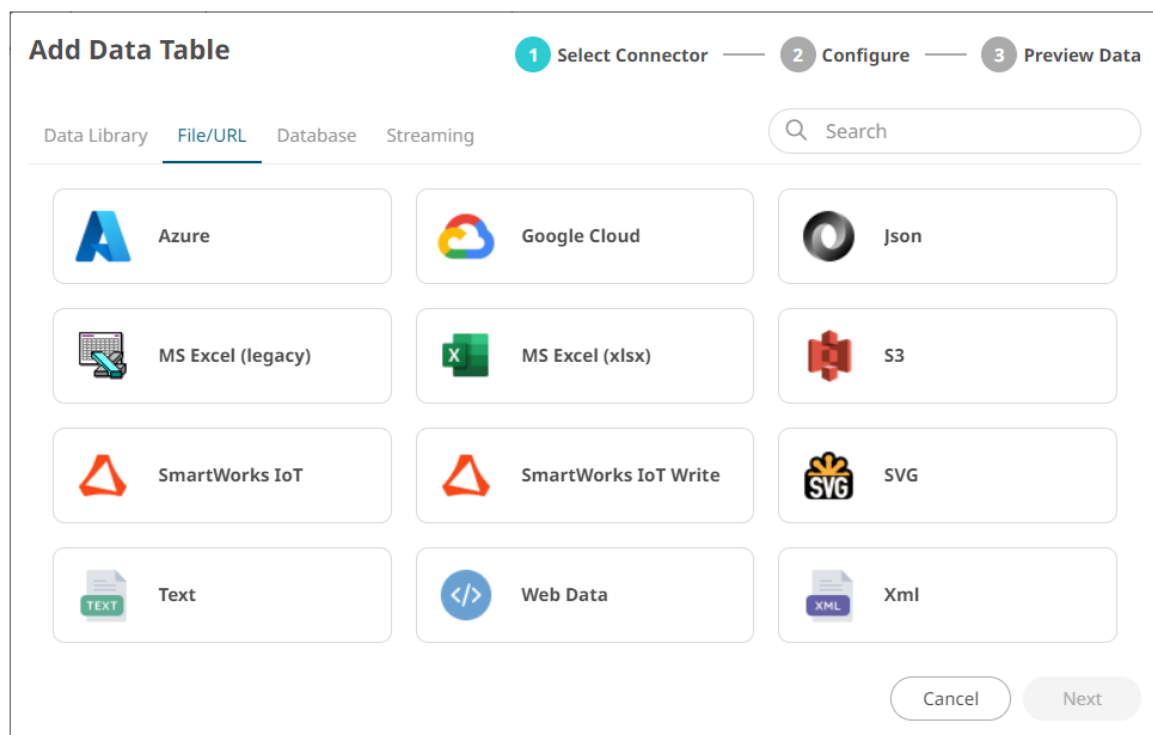 Add Data Table
1 Select Connector
2 Configure
3 Preview Data
Data Library File/URL Database Streaming
Search
Azure
Google Cloud
Json
MS Excel (legacy)
X
MS Excel (xlsx)
S3
SmartWorks IoT
SmartWorks IoT Write
SVG
SVG
TEXT
Text
</>
Web Data
XML
Xml
Cancel
Next